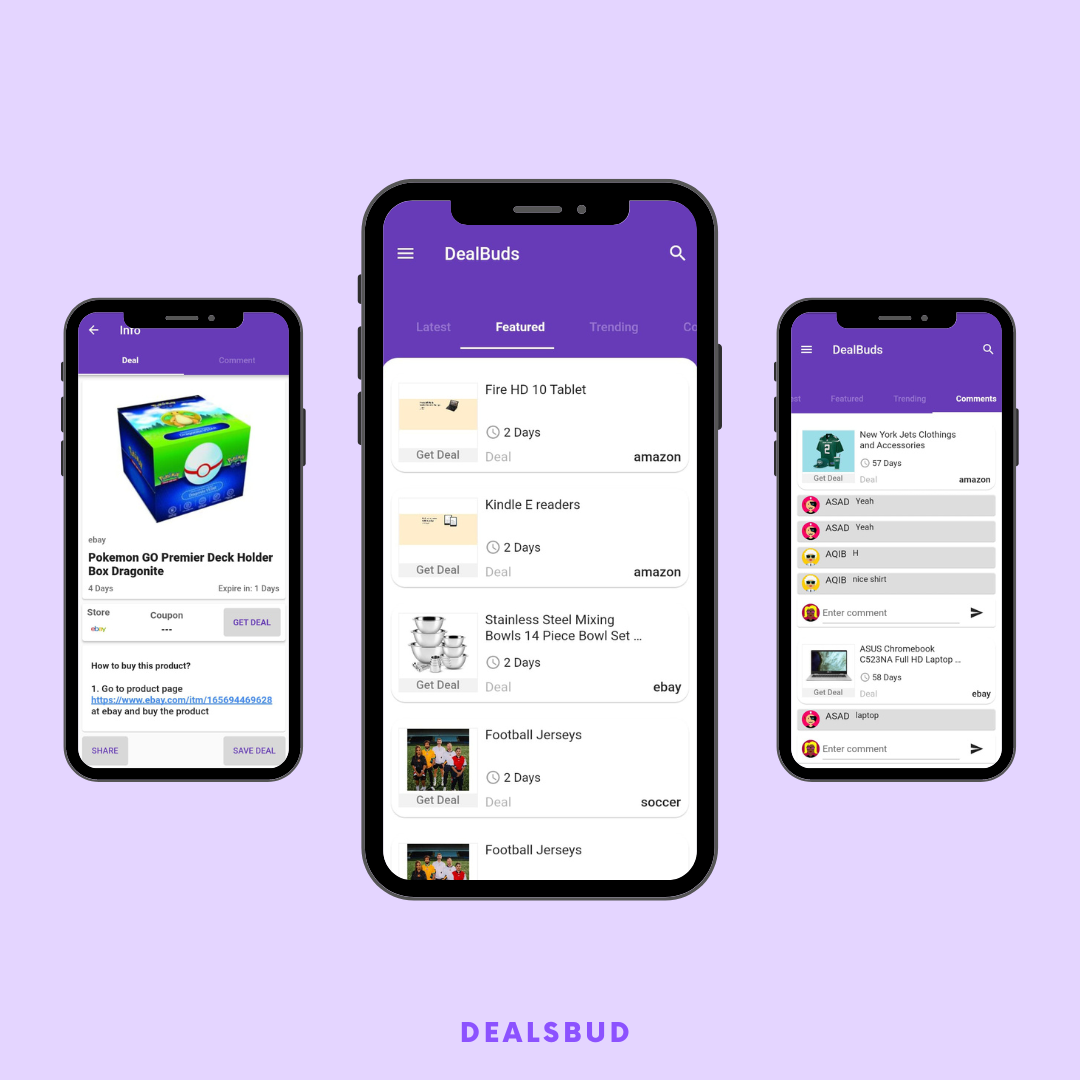 Info
Deal
Comment
ebay
Pokemon GO Premier Deck Holder
Box Dragonite
4 Days
Expire in: 1 Days
Store
Coupon
ebay
---
GET DEAL
How to buy this product?
1. Go to product page
https://www.ebay.com/itm/165694469628
at ebay and buy the product
SHARE
SAVE DEAL
DealBuds
Latest
Featured
Trending
Co
Fire HD 10 Tablet
2 Days
Get Deal
Deal
amazon
Kindle E readers
2 Days
Get Deal
Deal
amazon
Stainless Steel Mixing
Bowls 14 Piece Bowl Set ...
2 Days
Get Deal
Deal
ebay
Football Jerseys
2 Days
Get Deal
Deal
soccer
Football Jerseys
DealBuds
est
Featured
Trending
Comments
New York Jets Clothings
and Accessories
57 Days
Get Deal
Deal
amazon
ASAD Yeah
ASAD Yeah
AQIB H
AQIB nice shirt
Enter comment
ASUS Chromebook
C523NA Full HD Laptop ...
58 Days
Get Deal
Deal
ebay
ASAD laptop
Enter comment
DEALSBUD